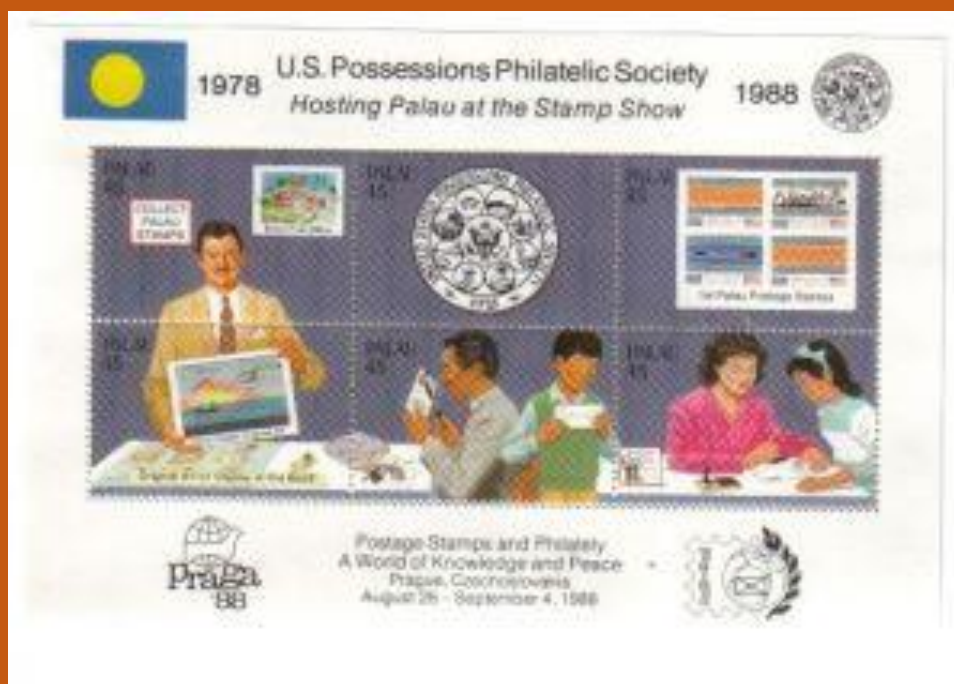 1978
U.S. Possessions Philatelic Society
1988
Hosting Palau at the Stamp Show
PALAU
45
PALAU
45
PALAU
45
COLLECT
PALAU
STAMPS
1st Palau Postage Stamps
PALAU
45
PALAU
45
PALAU
45
Praga
'88
Postage Stamps and Philately
A World of Knowledge and Peace
Prague, Czechoslovakia
August 26 - September 4, 1988